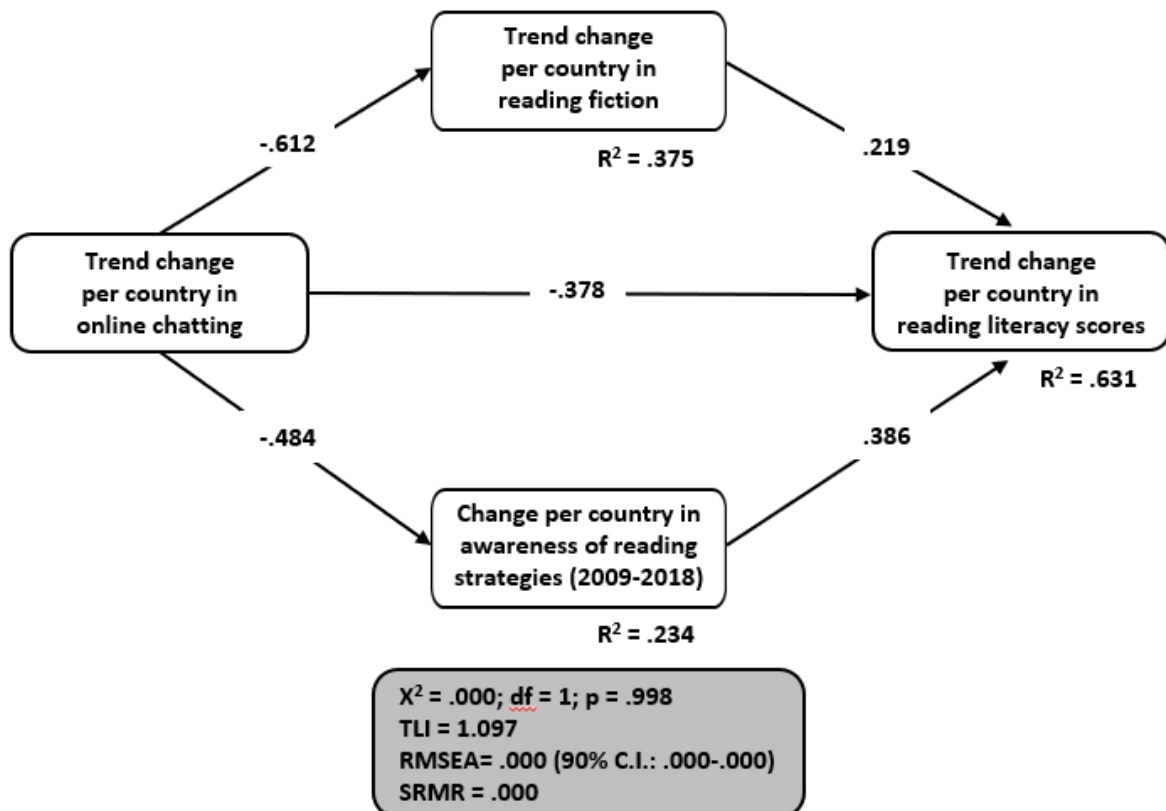 Trend change
per country in
reading fiction
R² = .375
-.612
.219
Trend change
per country in
online chatting
-.378
Trend change
per country in
reading literacy scores
R² = .631
-.484
.386
Change per country in
awareness of reading
strategies (2009-2018)
R² = .234
X² = .000; df = 1; p = .998
TLI = 1.097
RMSEA= .000 (90% C.I.: .000-.000)
SRMR = .000